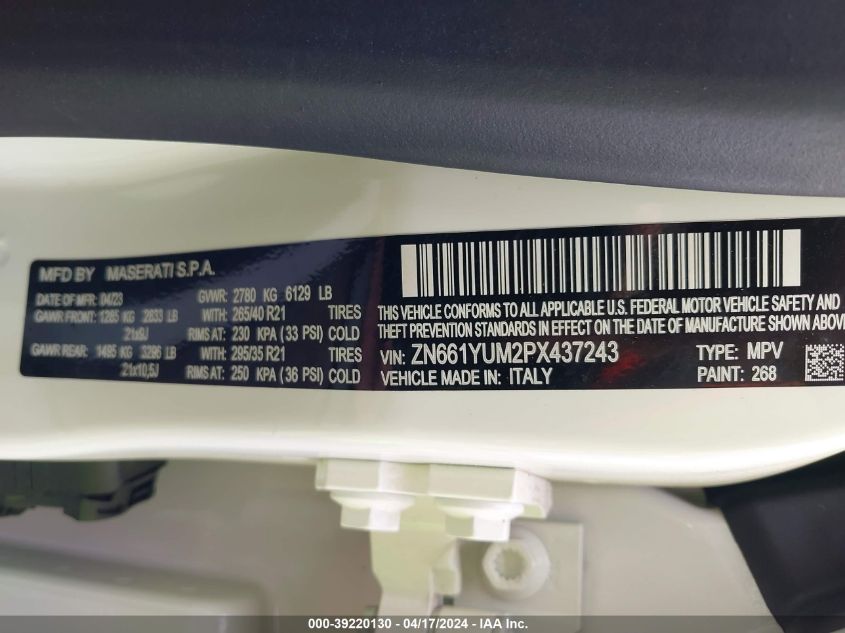 MFD BY MASERATI S.P.A.
DATE OF MFR: 04/23 GVWR: 2780 KG 6129 LB
GAWR FRONT: 1285 KG 2833 LB WITH: 265/40 R21 TIRES
21x9J RIMS AT: 230 KPA (33 PSI) COLD
GAWR REAR: 1485 KG 3286 LB WITH: 295/35 R21 TIRES
21x10,5J RIMS AT: 250 KPA (36 PSI) COLD
THIS VEHICLE CONFORMS TO ALL APPLICABLE U.S. FEDERAL MOTOR VEHICLE SAFETY AND
THEFT PREVENTION STANDARDS IN EFFECT ON THE DATE OF MANUFACTURE SHOWN ABOV
VIN: ZN661YUM2PX437243 TYPE: MPV
VEHICLE MADE IN: ITALY PAINT: 268
000-39220130 - 04/17/2024 - IAA Inc.